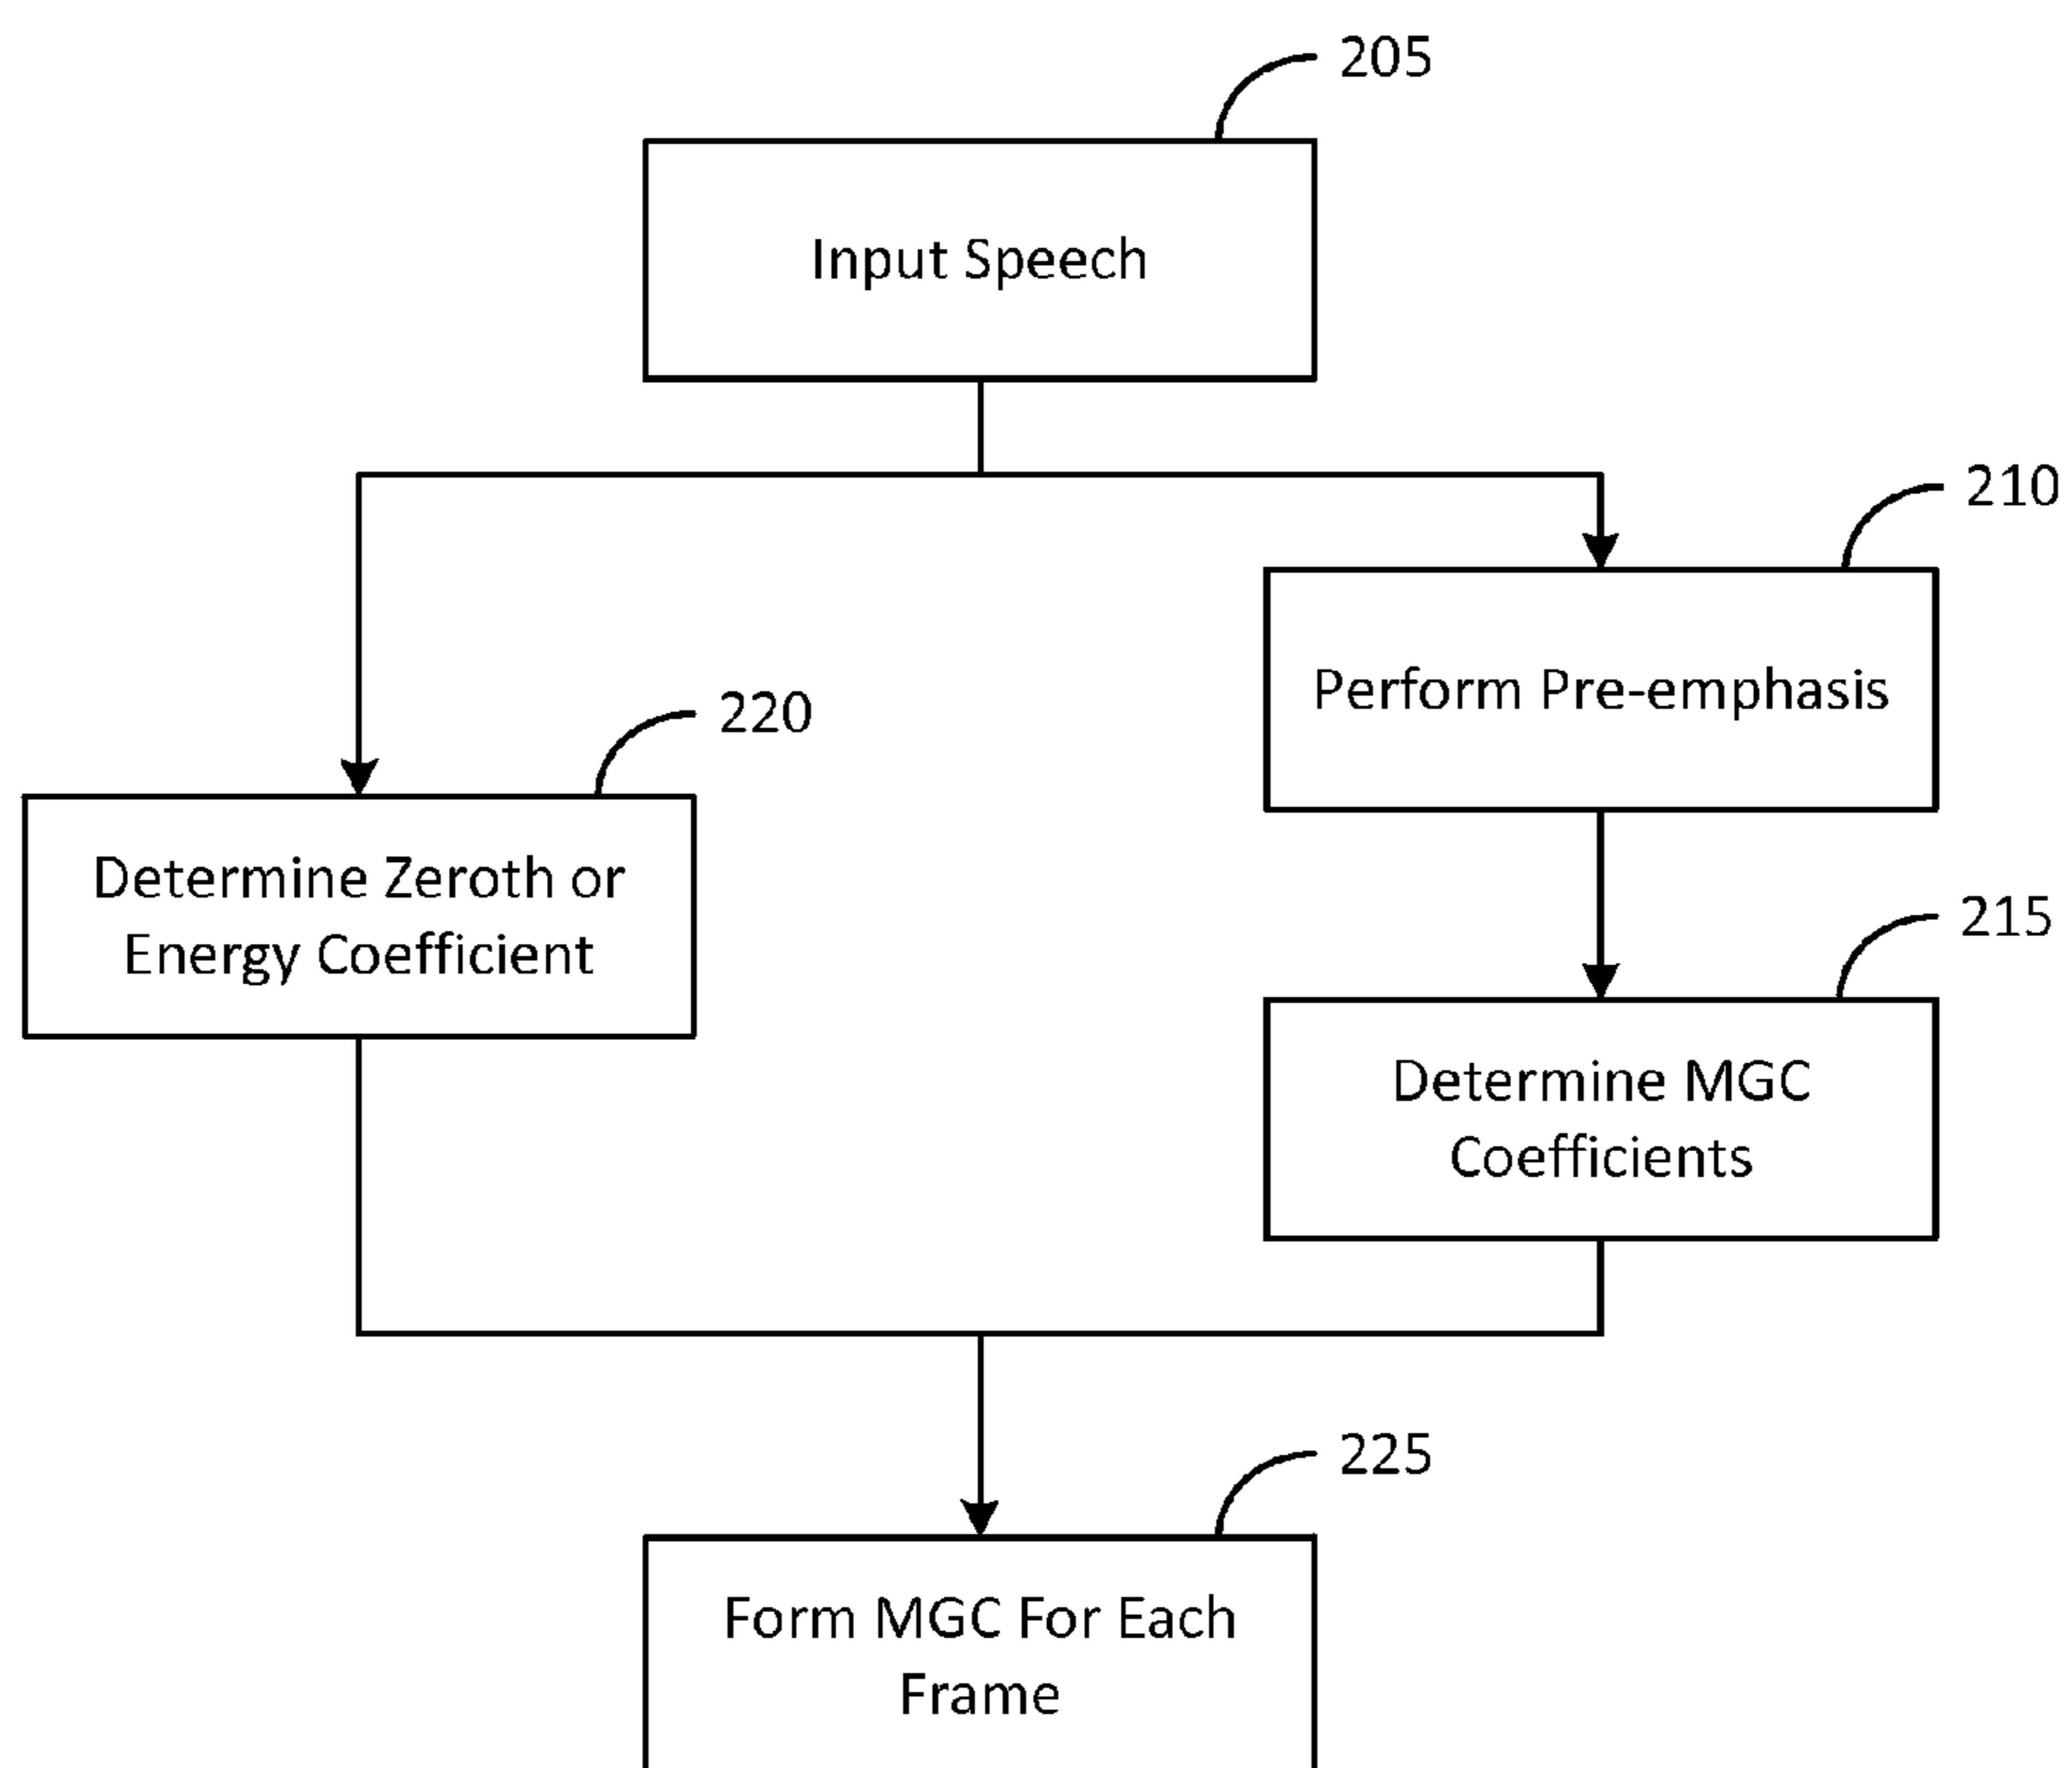 205
Input Speech
210
Perform Pre-emphasis
220
Determine Zeroth or
Energy Coefficient
215
Determine MGC
Coefficients
225
Form MGC For Each
Frame